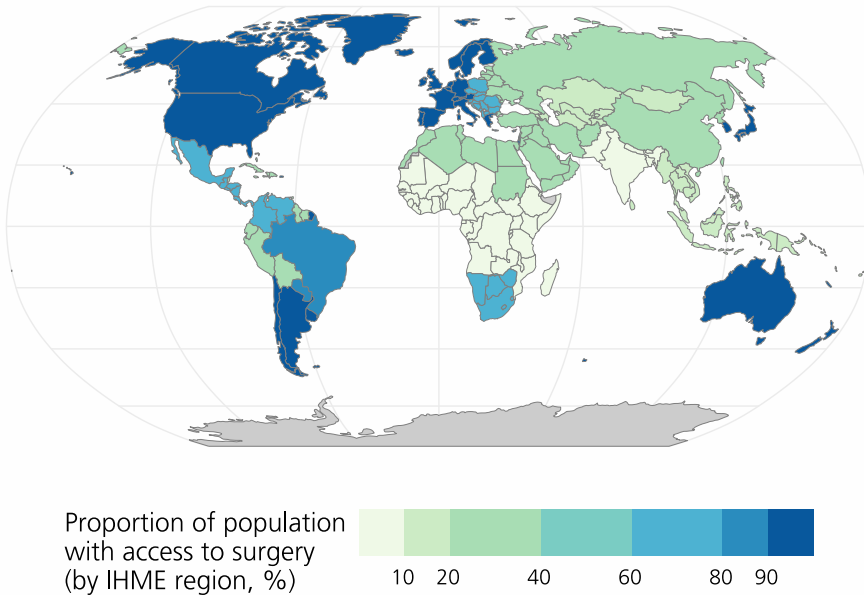 Proportion of population
with access to surgery
(by IHME region, %)
10 20 40 60 80 90